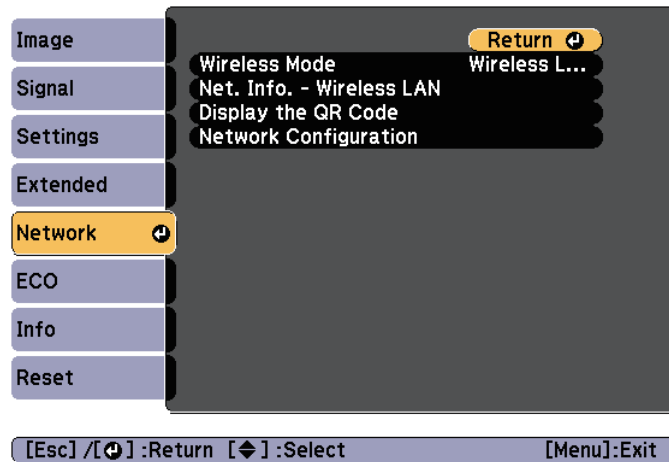 Image
Signal
Settings
Extended
Network
ECO
Info
Reset
Return
Wireless Mode Wireless L...
Net. Info. - Wireless LAN
Display the QR Code
Network Configuration
[Esc] /[⏎] :Return [◆] :Select [Menu]:Exit